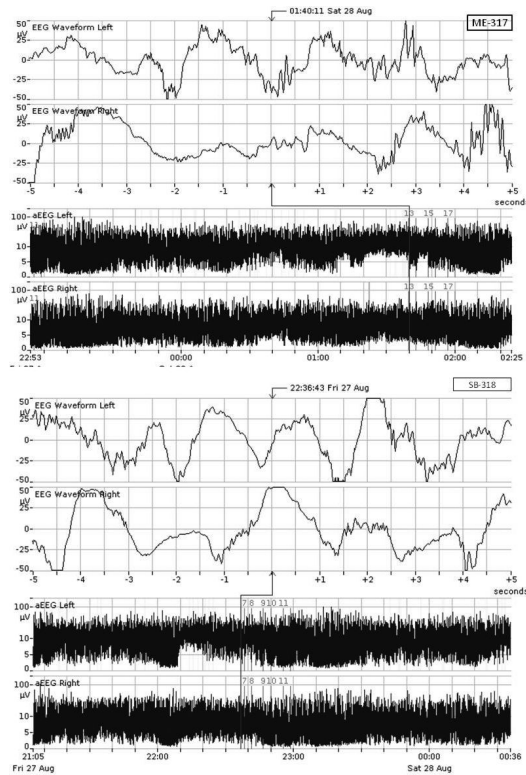 01:40:11 Sat 28 Aug
ME-317
50 EEG Waveform Left
µV
25
0
-25
-50
50 EEG Waveform Right
µV
25
0
-25
-50
-5 -4 -3 -2 -1 +1 +2 +3 +4 +5
seconds
100 aEEG Left 13 15 17
µV 11
10
5
0
100 aEEG Right 13 15 17
µV 11
10
5
0
22:53 00:00 01:00 02:00 02:25
22:36:43 Fri 27 Aug
SB-318
50 EEG Waveform Left
µV
25
0
-25
-50
50 EEG Waveform Right
µV
25
0
-25
-50
-5 -4 -3 -2 -1 +1 +2 +3 +4 +5
seconds
100 aEEG Left 7 8 9 10 11
µV
10
5
0
100 aEEG Right 7 8 9 10 11
µV
10
5
0
21:05 22:00 23:00 00:00 00:36
Fri 27 Aug Sat 28 Aug